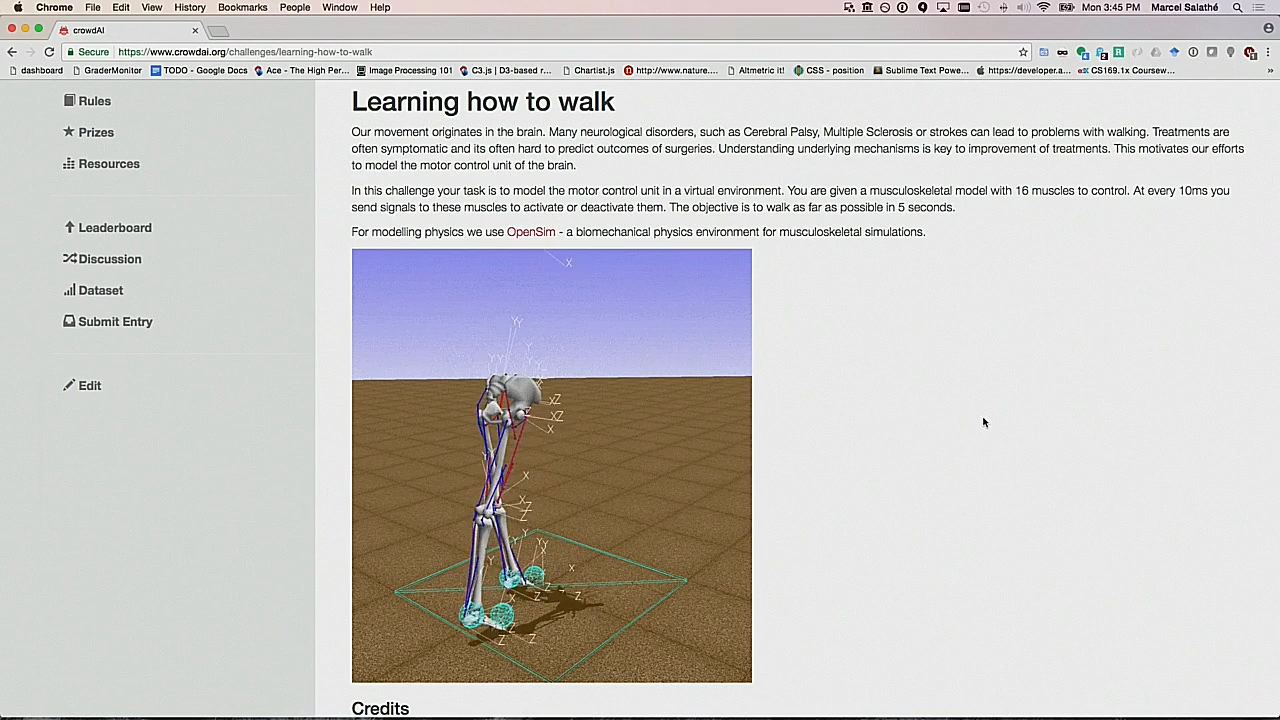 Chrome File Edit View History Bookmarks People Window Help Mon 3:45 PM Marcel Salathé
crowdAI
Secure https://www.crowdai.org/challenges/learning-how-to-walk
dashboard GraderMonitor TODO - Google Docs Ace - The High Per... Image Processing 101 C3.js | D3-based r... Chartist.js http://www.nature.... Altmetric it! CSS - position Sublime Text Powe... https://developer.a... CS169.1x Coursew...
Rules
Prizes
Resources
Leaderboard
Discussion
Dataset
Submit Entry
Edit
Learning how to walk
Our movement originates in the brain. Many neurological disorders, such as Cerebral Palsy, Multiple Sclerosis or strokes can lead to problems with walking. Treatments are
often symptomatic and its often hard to predict outcomes of surgeries. Understanding underlying mechanisms is key to improvement of treatments. This motivates our efforts
to model the motor control unit of the brain.
In this challenge your task is to model the motor control unit in a virtual environment. You are given a musculoskeletal model with 16 muscles to control. At every 10ms you
send signals to these muscles to activate or deactivate them. The objective is to walk as far as possible in 5 seconds.
For modelling physics we use OpenSim - a biomechanical physics environment for musculoskeletal simulations.
Credits